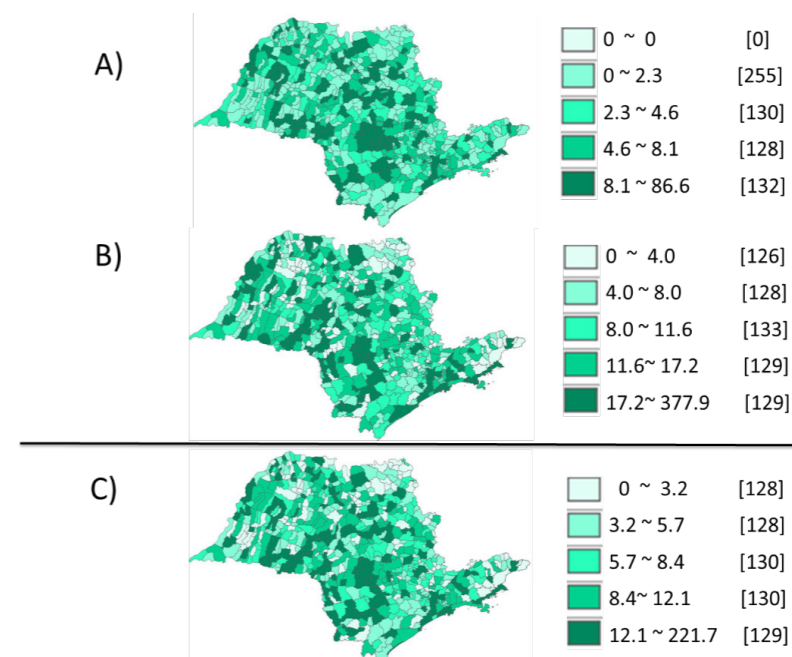 A)
0 ~ 0 [0]
0 ~ 2.3 [255]
2.3 ~ 4.6 [130]
4.6 ~ 8.1 [128]
8.1 ~ 86.6 [132]
B)
0 ~ 4.0 [126]
4.0 ~ 8.0 [128]
8.0 ~ 11.6 [133]
11.6~ 17.2 [129]
17.2~ 377.9 [129]
C)
0 ~ 3.2 [128]
3.2 ~ 5.7 [128]
5.7 ~ 8.4 [130]
8.4~ 12.1 [130]
12.1 ~ 221.7 [129]